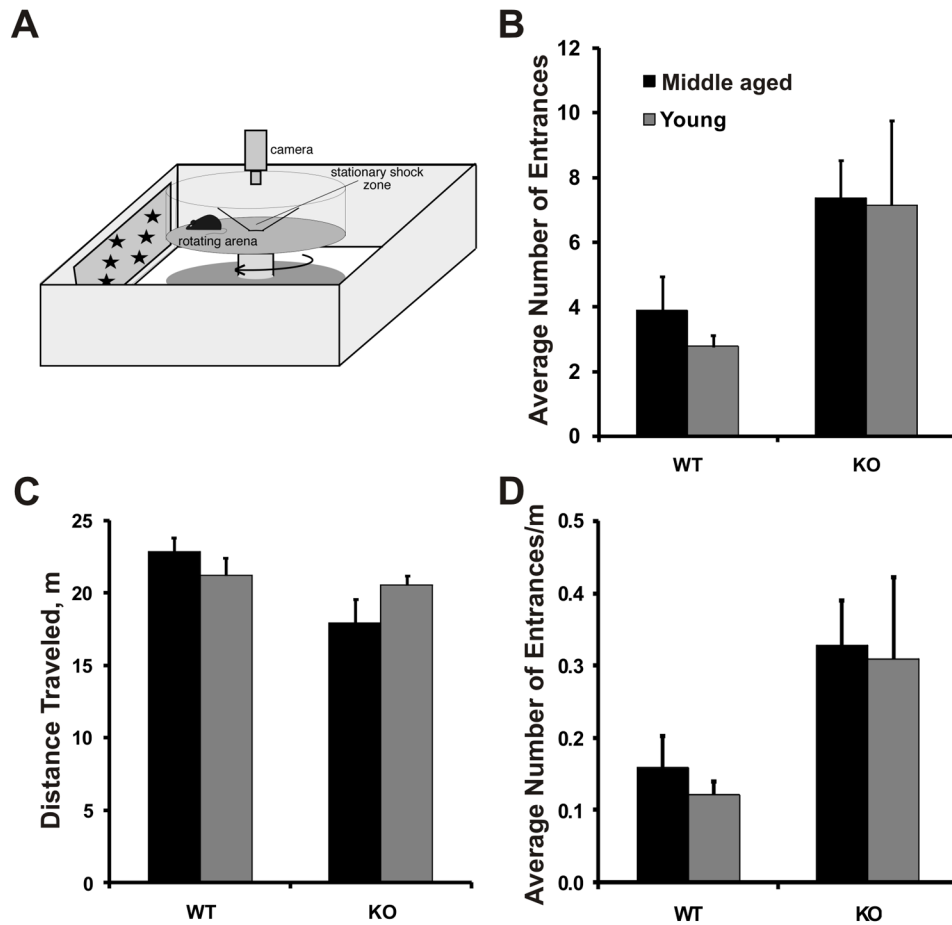 A
camera
stationary shock
zone
rotating arena
B
Average Number of Entrances
12
10
8
6
4
2
0
Middle aged
Young
WT
KO
C
Distance Traveled, m
25
20
15
10
5
0
WT
KO
D
Average Number of Entrances/m
0.5
0.4
0.3
0.2
0.1
0.0
WT
KO